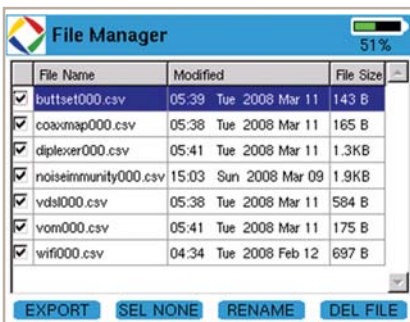 File Manager
51%
File Name Modified File Size
buttset000.csv 05:39 Tue 2008 Mar 11 143 B
coaxmap000.csv 05:38 Tue 2008 Mar 11 165 B
diplexer000.csv 05:41 Tue 2008 Mar 11 1.3KB
noiseimmunity000.csv 15:03 Sun 2008 Mar 09 1.9KB
vdsl000.csv 05:38 Tue 2008 Mar 11 584 B
vom000.csv 05:41 Tue 2008 Mar 11 175 B
wifi000.csv 04:34 Tue 2008 Feb 12 697 B
EXPORT SEL NONE RENAME DEL FILE